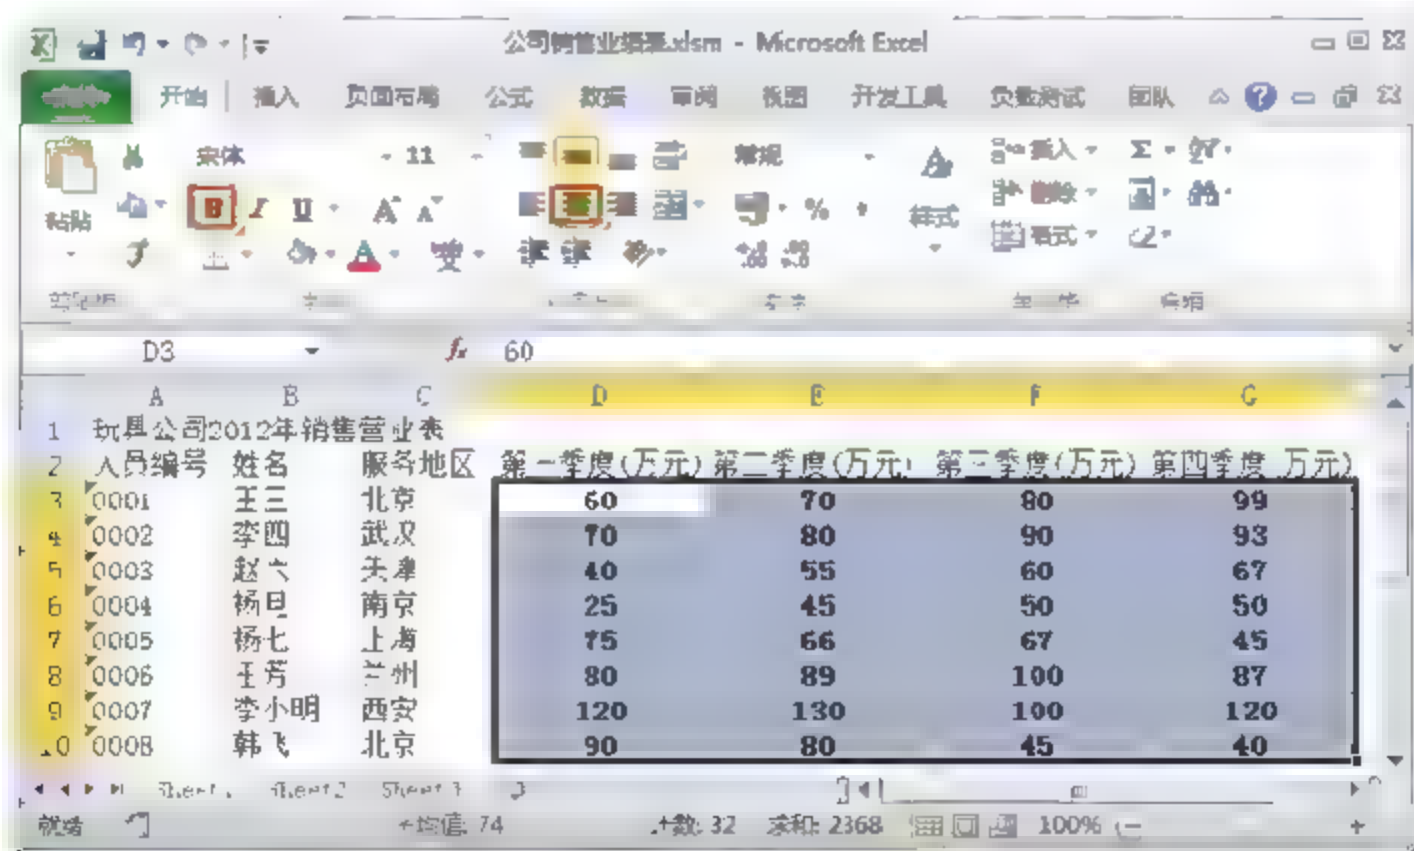 公司销售业绩表.xlsm - Microsoft Excel
开始 插入 页面布局 公式 数据 审阅 视图 开发工具 负载测试 团队
宋体 11 常规 插入 Σ
粘贴 B I U A A % 样式 删除
A 格式
编辑
D3 fx 60
A B C D E F G
1 玩具公司2012年销售营业表
2 人员编号 姓名 服务地区 第一季度(万元) 第二季度(万元) 第三季度(万元) 第四季度(万元)
3 0001 王三 北京 60 70 80 99
4 0002 李四 武汉 70 80 90 93
5 0003 赵六 天津 40 55 60 67
6 0004 杨旦 南京 25 45 50 50
7 0005 杨七 上海 75 66 67 45
8 0006 王芳 兰州 80 89 100 87
9 0007 李小明 西安 120 130 100 120
10 0008 韩飞 北京 90 80 45 40
Sheet1 Sheet2 Sheet3
就绪 平均值: 74 计数: 32 求和: 2368 100%